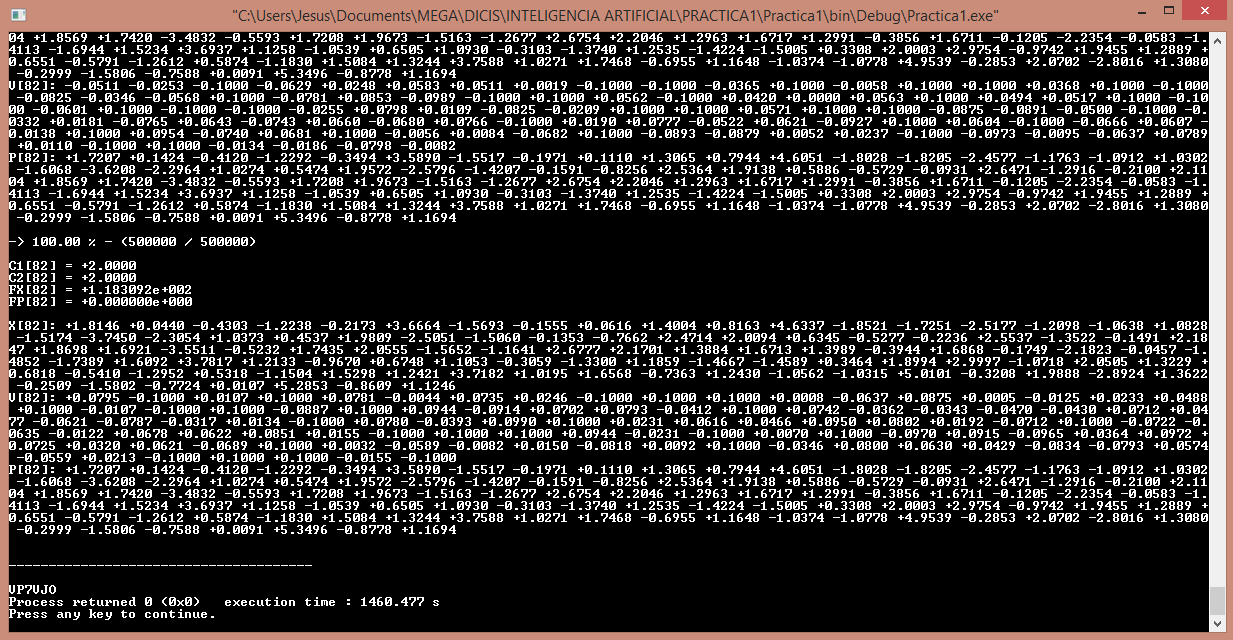 "C:\Users\Jesus\Documents\MEGA\DICIS\INTELIGENCIA ARTIFICIAL\PRACTICA1\Practica1\bin\Debug\Practica1.exe"
04 +1.8569 +1.7420 -3.4832 -0.5593 +1.7208 +1.9673 -1.5163 -1.2677 +2.6754 +2.2046 +1.2963 +1.6717 +1.2991 -0.3856 +1.6711 -0.1205 -2.2354 -0.0583 -1.
4113 -1.6944 +1.5234 +3.6937 +1.1258 -1.0539 +0.6505 +1.0930 -0.3103 -1.3740 +1.2535 -1.4224 -1.5005 +0.3308 +2.0003 +2.9754 -0.9742 +1.9455 +1.2889 +
0.6551 -0.5791 -1.2612 +0.5874 -1.1830 +1.5084 +1.3244 +3.7588 +1.0271 +1.7468 -0.6955 +1.1648 -1.0374 -1.0778 +4.9539 -0.2853 +2.0702 -2.8016 +1.3080
-0.2999 -1.5806 -0.7588 +0.0091 +5.3496 -0.8778 +1.1694
V[82]: -0.0511 -0.0253 -0.1000 -0.0629 +0.0248 +0.0583 +0.0511 +0.0019 -0.1000 -0.1000 -0.0365 -0.1000 -0.0058 +0.1000 +0.1000 +0.0368 +0.1000 -0.1000
-0.0825 -0.0346 -0.0568 +0.1000 -0.0781 +0.0853 -0.0989 -0.1000 +0.1000 +0.0562 -0.1000 +0.0420 +0.0000 +0.0563 +0.1000 +0.0494 +0.0517 +0.1000 -0.10
00 -0.0601 +0.1000 -0.1000 -0.1000 -0.0255 +0.0798 +0.0109 -0.0825 -0.0209 +0.1000 +0.1000 +0.0571 +0.1000 +0.1000 -0.0875 -0.0891 -0.0500 -0.1000 -0.
0332 +0.0181 -0.0765 +0.0643 -0.0743 +0.0660 -0.0680 +0.0766 -0.1000 +0.0190 +0.0777 -0.0522 +0.0621 -0.0927 +0.1000 +0.0604 -0.1000 -0.0666 +0.0607 -
0.0138 +0.1000 +0.0954 -0.0740 +0.0681 +0.1000 -0.0056 +0.0084 -0.0682 +0.1000 -0.0893 -0.0879 +0.0052 +0.0237 -0.1000 -0.0973 -0.0095 -0.0637 +0.0789
+0.0110 -0.1000 +0.1000 -0.0134 -0.0186 -0.0798 -0.0082
P[82]: +1.7207 +0.1424 -0.4120 -1.2292 -0.3494 +3.5890 -1.5517 -0.1971 +0.1110 +1.3065 +0.7944 +4.6051 -1.8028 -1.8205 -2.4577 -1.1763 -1.0912 +1.0302
-1.6068 -3.6208 -2.2964 +1.0274 +0.5474 +1.9572 -2.5796 -1.4207 -0.1591 -0.8256 +2.5364 +1.9138 +0.5886 -0.5729 -0.0931 +2.6471 -1.2916 -0.2100 +2.11
04 +1.8569 +1.7420 -3.4832 -0.5593 +1.7208 +1.9673 -1.5163 -1.2677 +2.6754 +2.2046 +1.2963 +1.6717 +1.2991 -0.3856 +1.6711 -0.1205 -2.2354 -0.0583 -1.
4113 -1.6944 +1.5234 +3.6937 +1.1258 -1.0539 +0.6505 +1.0930 -0.3103 -1.3740 +1.2535 -1.4224 -1.5005 +0.3308 +2.0003 +2.9754 -0.9742 +1.9455 +1.2889 +
0.6551 -0.5791 -1.2612 +0.5874 -1.1830 +1.5084 +1.3244 +3.7588 +1.0271 +1.7468 -0.6955 +1.1648 -1.0374 -1.0778 +4.9539 -0.2853 +2.0702 -2.8016 +1.3080
-0.2999 -1.5806 -0.7588 +0.0091 +5.3496 -0.8778 +1.1694
-> 100.00 % - (500000 / 500000)
C1[82] = +2.0000
C2[82] = +2.0000
FX[82] = +1.183092e+002
FP[82] = +0.000000e+000
X[82]: +1.8146 +0.0440 -0.4303 -1.2238 -0.2173 +3.6664 -1.5693 -0.1555 +0.0616 +1.4004 +0.8163 +4.6337 -1.8521 -1.7251 -2.5177 -1.2098 -1.0638 +1.0828
-1.5174 -3.7450 -2.3054 +1.0373 +0.4537 +1.9809 -2.5051 -1.5060 -0.1353 -0.7662 +2.4714 +2.0094 +0.6345 -0.5277 -0.2236 +2.5537 -1.3522 -0.1491 +2.18
47 +1.8698 +1.6921 -3.5511 -0.5232 +1.7435 +2.0555 -1.5652 -1.1641 +2.6777 +2.1701 +1.3884 +1.6713 +1.3989 -0.3944 +1.6868 -0.1749 -2.1823 -0.0457 -1.
4852 -1.7389 +1.6092 +3.7817 +1.2133 -0.9670 +0.6748 +1.1053 -0.3059 -1.3300 +1.1859 -1.4667 -1.4589 +0.3464 +1.8994 +2.9997 -1.0718 +2.0505 +1.3229 +
0.6818 -0.5410 -1.2952 +0.5318 -1.1504 +1.5298 +1.2421 +3.7182 +1.0195 +1.6568 -0.7363 +1.2430 -1.0562 -1.0315 +5.0101 -0.3208 +1.9888 -2.8924 +1.3622
-0.2509 -1.5802 -0.7724 +0.0107 +5.2853 -0.8609 +1.1246
V[82]: +0.0795 -0.1000 +0.0107 +0.1000 +0.0781 -0.0044 +0.0735 +0.0246 -0.1000 +0.1000 +0.1000 +0.0008 -0.0637 +0.0875 +0.0005 -0.0125 +0.0233 +0.0488
+0.1000 -0.0107 -0.1000 +0.1000 -0.0887 +0.1000 +0.0944 -0.0914 +0.0702 +0.0793 -0.0412 +0.1000 +0.0742 -0.0362 -0.0343 -0.0470 -0.0430 +0.0712 +0.04
77 -0.0621 -0.0787 -0.0317 +0.0134 -0.1000 +0.0780 -0.0393 +0.0990 +0.1000 +0.0231 +0.0616 +0.0466 +0.0950 +0.0802 +0.0192 -0.0712 +0.1000 -0.0722 -0.
0635 -0.0122 +0.0678 +0.0622 +0.0851 +0.0155 -0.1000 +0.1000 +0.1000 +0.0944 -0.0231 -0.1000 +0.0070 +0.1000 -0.0970 +0.0915 -0.0965 +0.0364 +0.0972 +
0.0725 +0.0320 +0.0621 -0.0689 +0.1000 +0.0032 -0.0589 -0.0082 +0.0150 -0.0818 +0.0092 +0.1000 -0.0346 +0.0800 +0.0630 +0.0429 -0.0834 -0.0793 +0.0574
-0.0559 +0.0213 -0.1000 +0.1000 +0.1000 -0.0155 -0.1000
P[82]: +1.7207 +0.1424 -0.4120 -1.2292 -0.3494 +3.5890 -1.5517 -0.1971 +0.1110 +1.3065 +0.7944 +4.6051 -1.8028 -1.8205 -2.4577 -1.1763 -1.0912 +1.0302
-1.6068 -3.6208 -2.2964 +1.0274 +0.5474 +1.9572 -2.5796 -1.4207 -0.1591 -0.8256 +2.5364 +1.9138 +0.5886 -0.5729 -0.0931 +2.6471 -1.2916 -0.2100 +2.11
04 +1.8569 +1.7420 -3.4832 -0.5593 +1.7208 +1.9673 -1.5163 -1.2677 +2.6754 +2.2046 +1.2963 +1.6717 +1.2991 -0.3856 +1.6711 -0.1205 -2.2354 -0.0583 -1.
4113 -1.6944 +1.5234 +3.6937 +1.1258 -1.0539 +0.6505 +1.0930 -0.3103 -1.3740 +1.2535 -1.4224 -1.5005 +0.3308 +2.0003 +2.9754 -0.9742 +1.9455 +1.2889 +
0.6551 -0.5791 -1.2612 +0.5874 -1.1830 +1.5084 +1.3244 +3.7588 +1.0271 +1.7468 -0.6955 +1.1648 -1.0374 -1.0778 +4.9539 -0.2853 +2.0702 -2.8016 +1.3080
-0.2999 -1.5806 -0.7588 +0.0091 +5.3496 -0.8778 +1.1694
--------------------------------------
VP7VJO
Process returned 0 (0x0)   execution time : 1460.477 s
Press any key to continue.